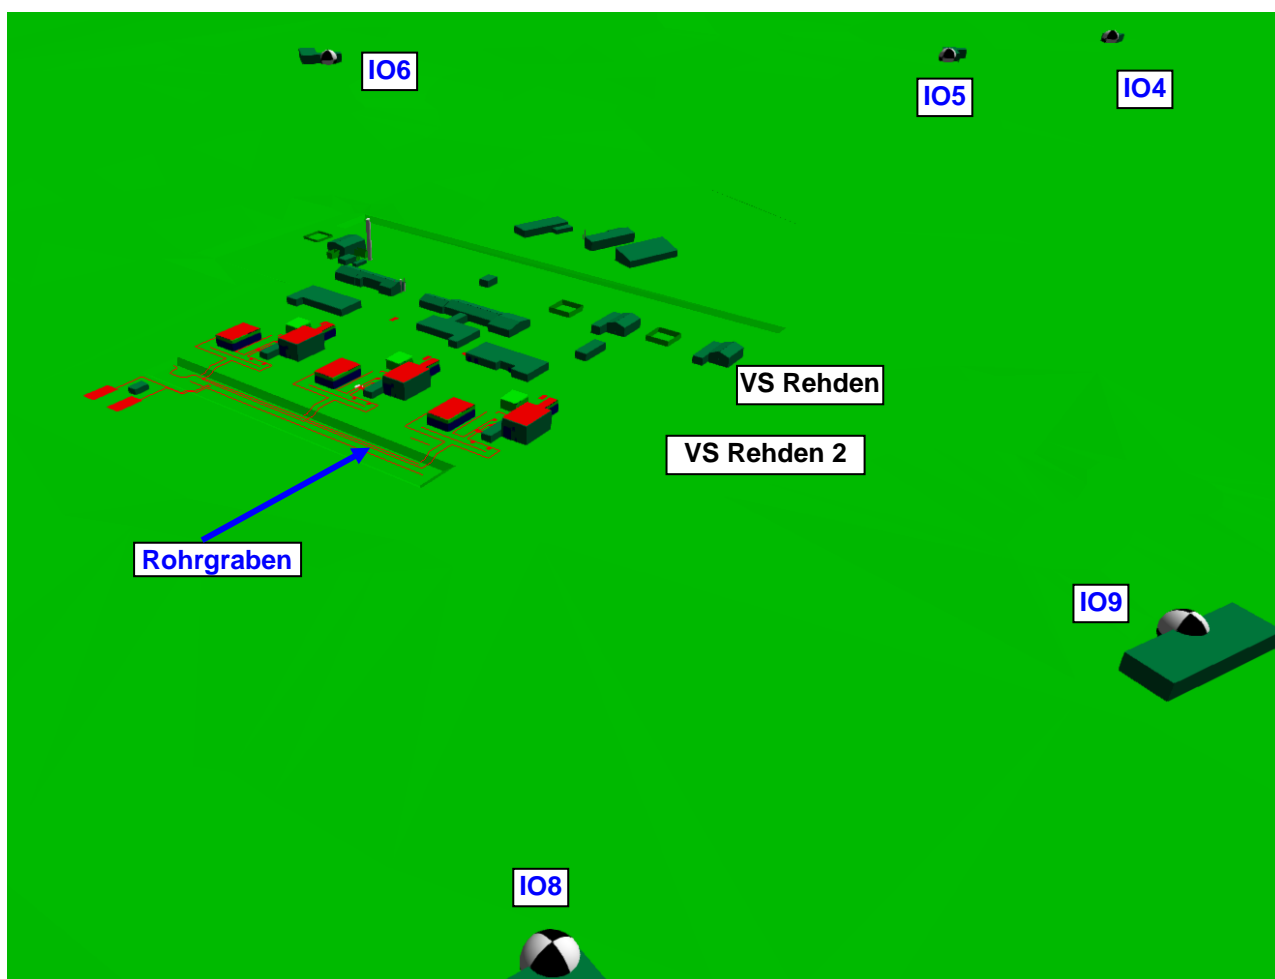 IO6
IO5
IO4
VS Rehden
VS Rehden 2
Rohrgraben
IO9
IO8